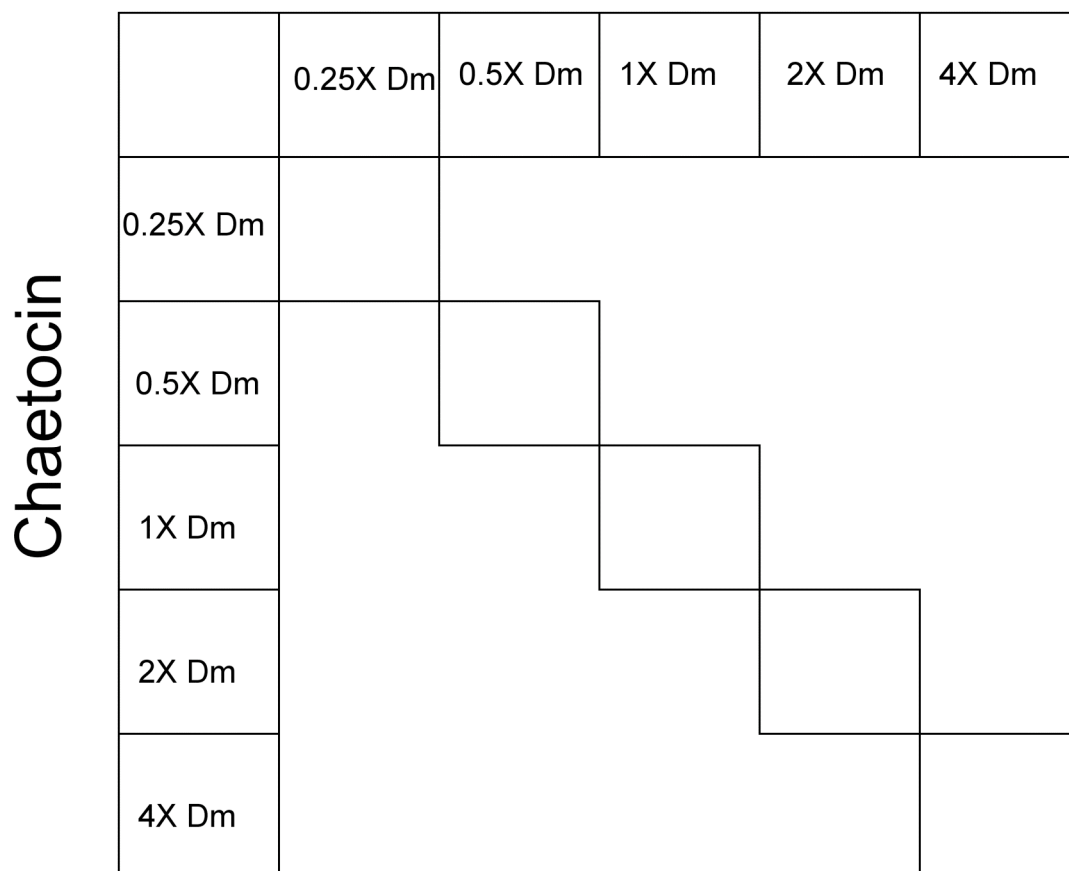 0.25X Dm 0.5X Dm 1X Dm 2X Dm 4X Dm
Chaetocin
0.25X Dm
0.5X Dm
1X Dm
2X Dm
4X Dm